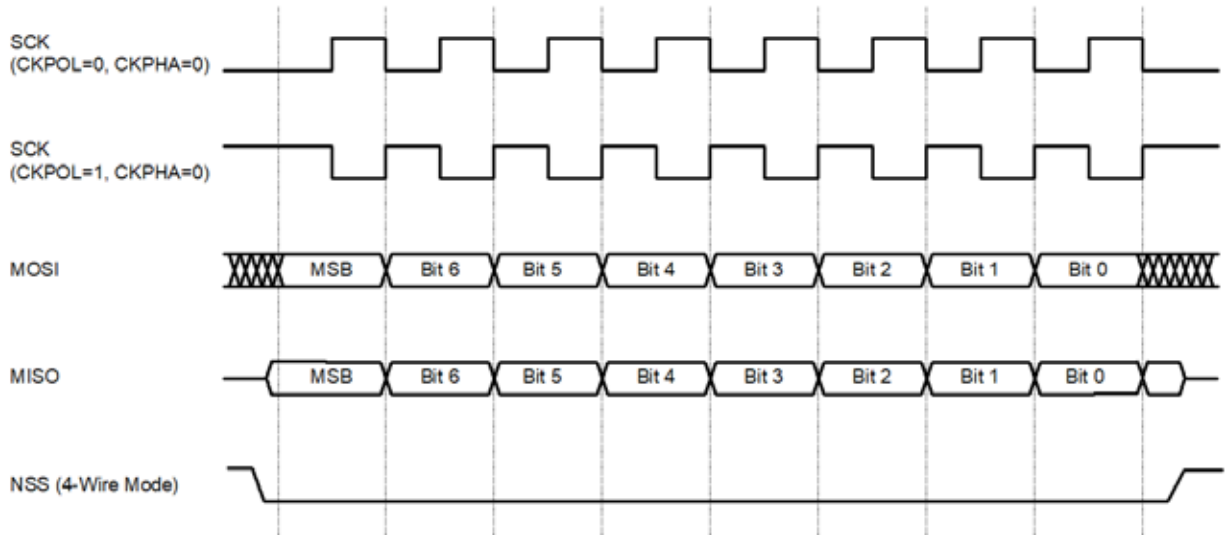 SCK
(CKPOL=0, CKPHA=0)
SCK
(CKPOL=1, CKPHA=0)
MOSI
MSB Bit 6 Bit 5 Bit 4 Bit 3 Bit 2 Bit 1 Bit 0
MISO
MSB Bit 6 Bit 5 Bit 4 Bit 3 Bit 2 Bit 1 Bit 0
NSS (4-Wire Mode)